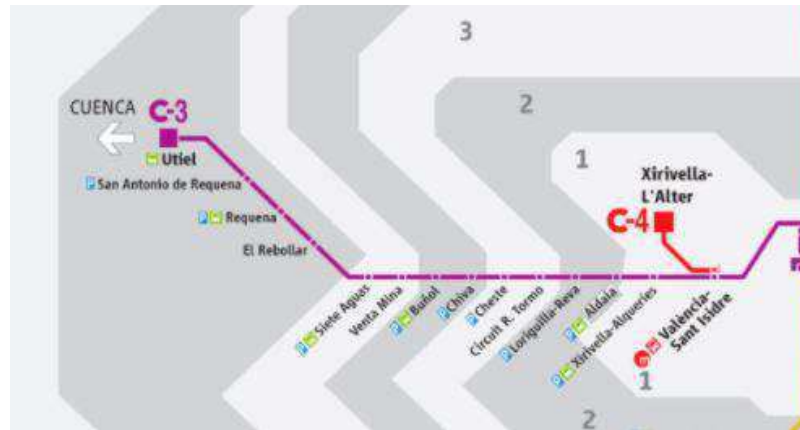 3
CUENCA
C-3
2
Utiel
1
Xirivella-
L'Alter
San Antonio de Requena
Requena
C-4
El Rebollar
Siete Aguas
Venta Mina
Buñol
Chiva
Cheste
Circuit R. Tormo
Loriguilla-Reva
Aldaia
Xirivella-Alqueries
València-
Sant Isidre
1
2